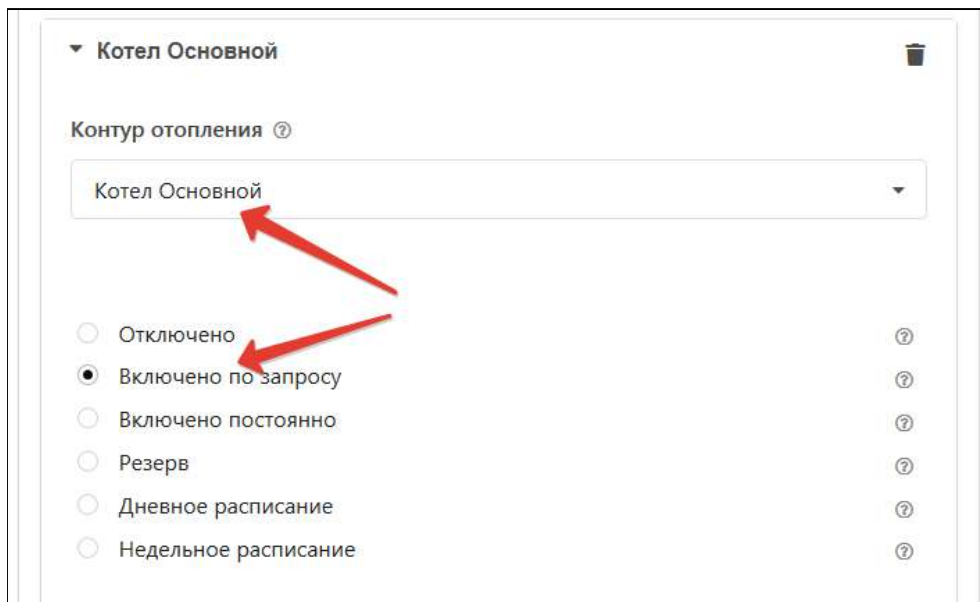 Котел Основной
Контур отопления
Котел Основной
Отключено
Включено по запросу
Включено постоянно
Резерв
Дневное расписание
Недельное расписание